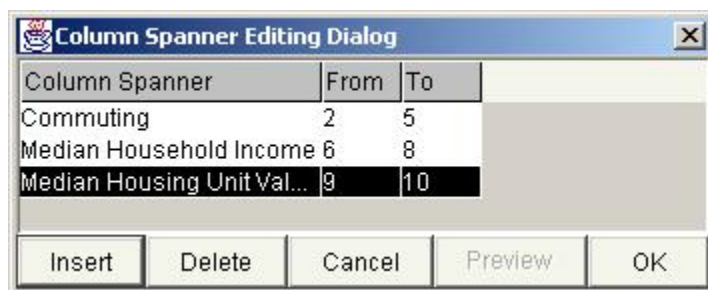 Column Spanner Editing Dialog
Column Spanner From To
Commuting 2 5
Median Household Income 6 8
Median Housing Unit Val... 9 10
Insert Delete Cancel Preview OK